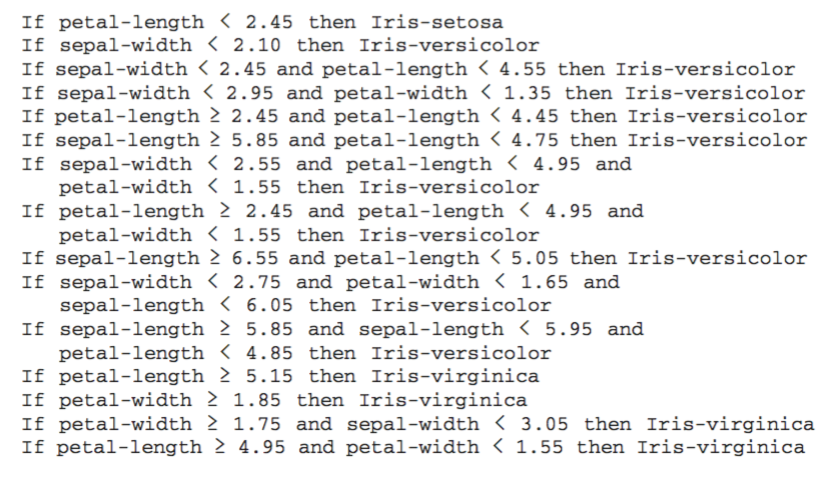 If petal-length < 2.45 then Iris-setosa
If sepal-width < 2.10 then Iris-versicolor
If sepal-width < 2.45 and petal-length < 4.55 then Iris-versicolor
If sepal-width < 2.95 and petal-width < 1.35 then Iris-versicolor
If petal-length ≥ 2.45 and petal-length < 4.45 then Iris-versicolor
If sepal-length ≥ 5.85 and petal-length < 4.75 then Iris-versicolor
If sepal-width < 2.55 and petal-length < 4.95 and
petal-width < 1.55 then Iris-versicolor
If petal-length ≥ 2.45 and petal-length < 4.95 and
petal-width < 1.55 then Iris-versicolor
If sepal-length ≥ 6.55 and petal-length < 5.05 then Iris-versicolor
If sepal-width < 2.75 and petal-width < 1.65 and
sepal-length < 6.05 then Iris-versicolor
If sepal-length ≥ 5.85 and sepal-length < 5.95 and
petal-length < 4.85 then Iris-versicolor
If petal-length ≥ 5.15 then Iris-virginica
If petal-width ≥ 1.85 then Iris-virginica
If petal-width ≥ 1.75 and sepal-width < 3.05 then Iris-virginica
If petal-length ≥ 4.95 and petal-width < 1.55 then Iris-virginica